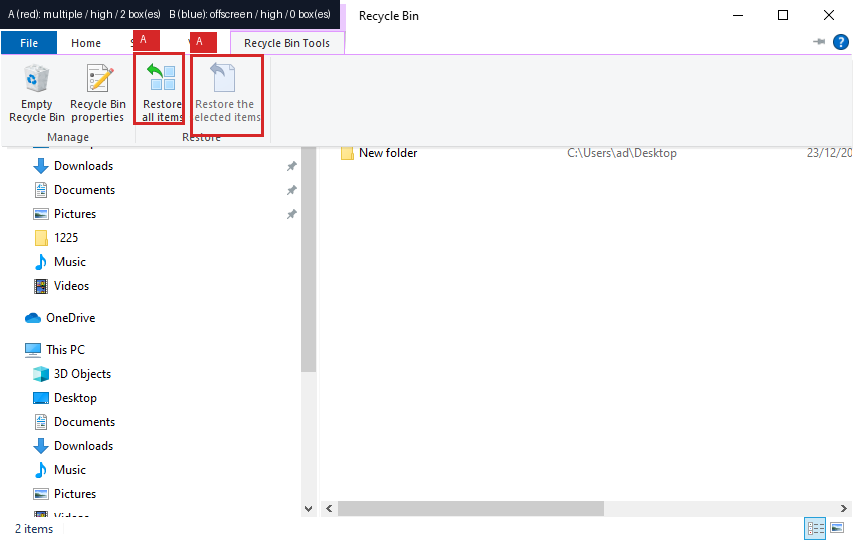 A (red): multiple / high / 2 box(es) B (blue): offscreen / high / 0 box(es)
Recycle Bin
File Home Recycle Bin Tools
A A
Empty Recycle Bin
Recycle Bin properties
Restore all items
Restore the elected items
Manage Restore
Downloads
Documents
Pictures
1225
Music
Videos
OneDrive
This PC
3D Objects
Desktop
Documents
Downloads
Music
Pictures
New folder C:\Users\ad\Desktop 23/12/20
2 items